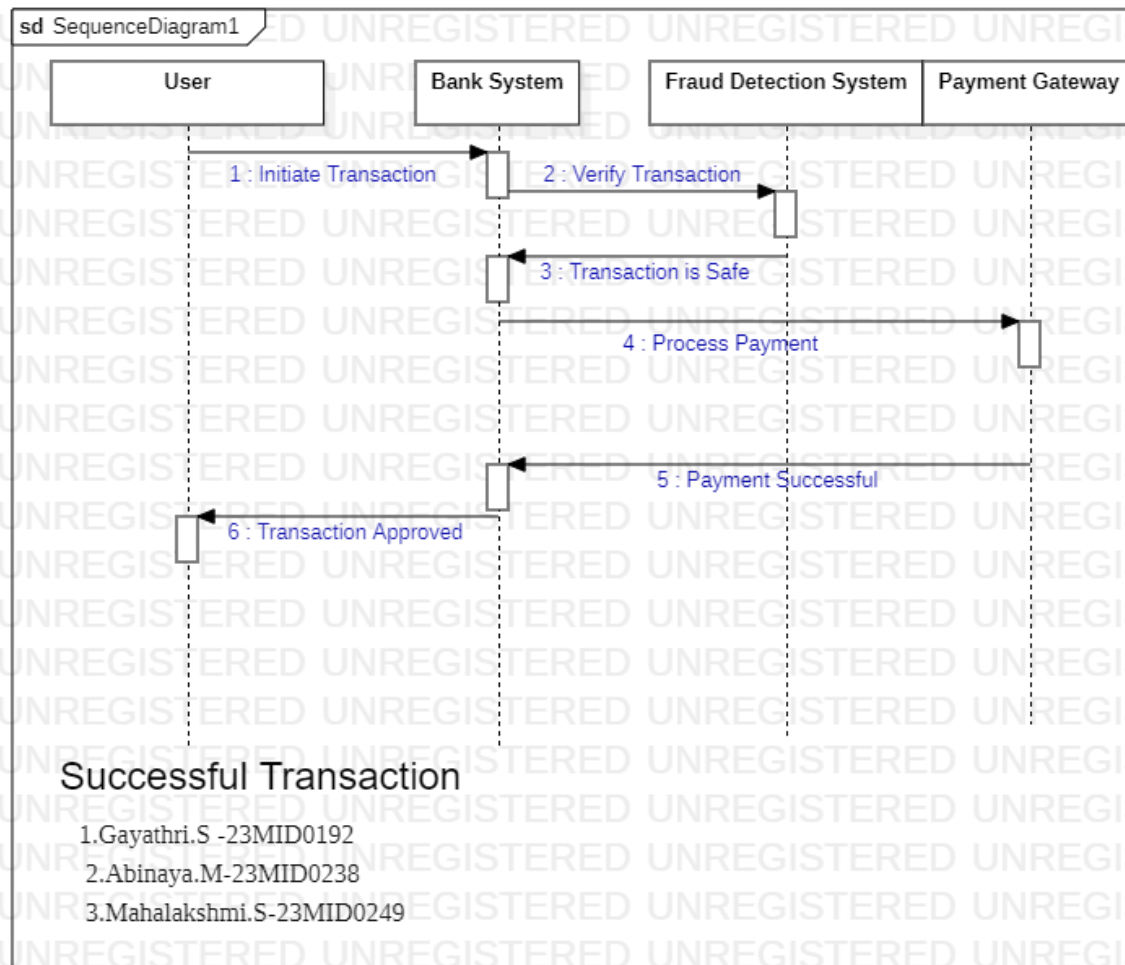 sd SequenceDiagram1
User
Bank System
Fraud Detection System
Payment Gateway
1 : Initiate Transaction
2 : Verify Transaction
3 : Transaction is Safe
4 : Process Payment
5 : Payment Successful
6 : Transaction Approved
Successful Transaction
1.Gayathri.S -23MID0192
2.Abinaya.M-23MID0238
3.Mahalakshmi.S-23MID0249
UNREGISTERED